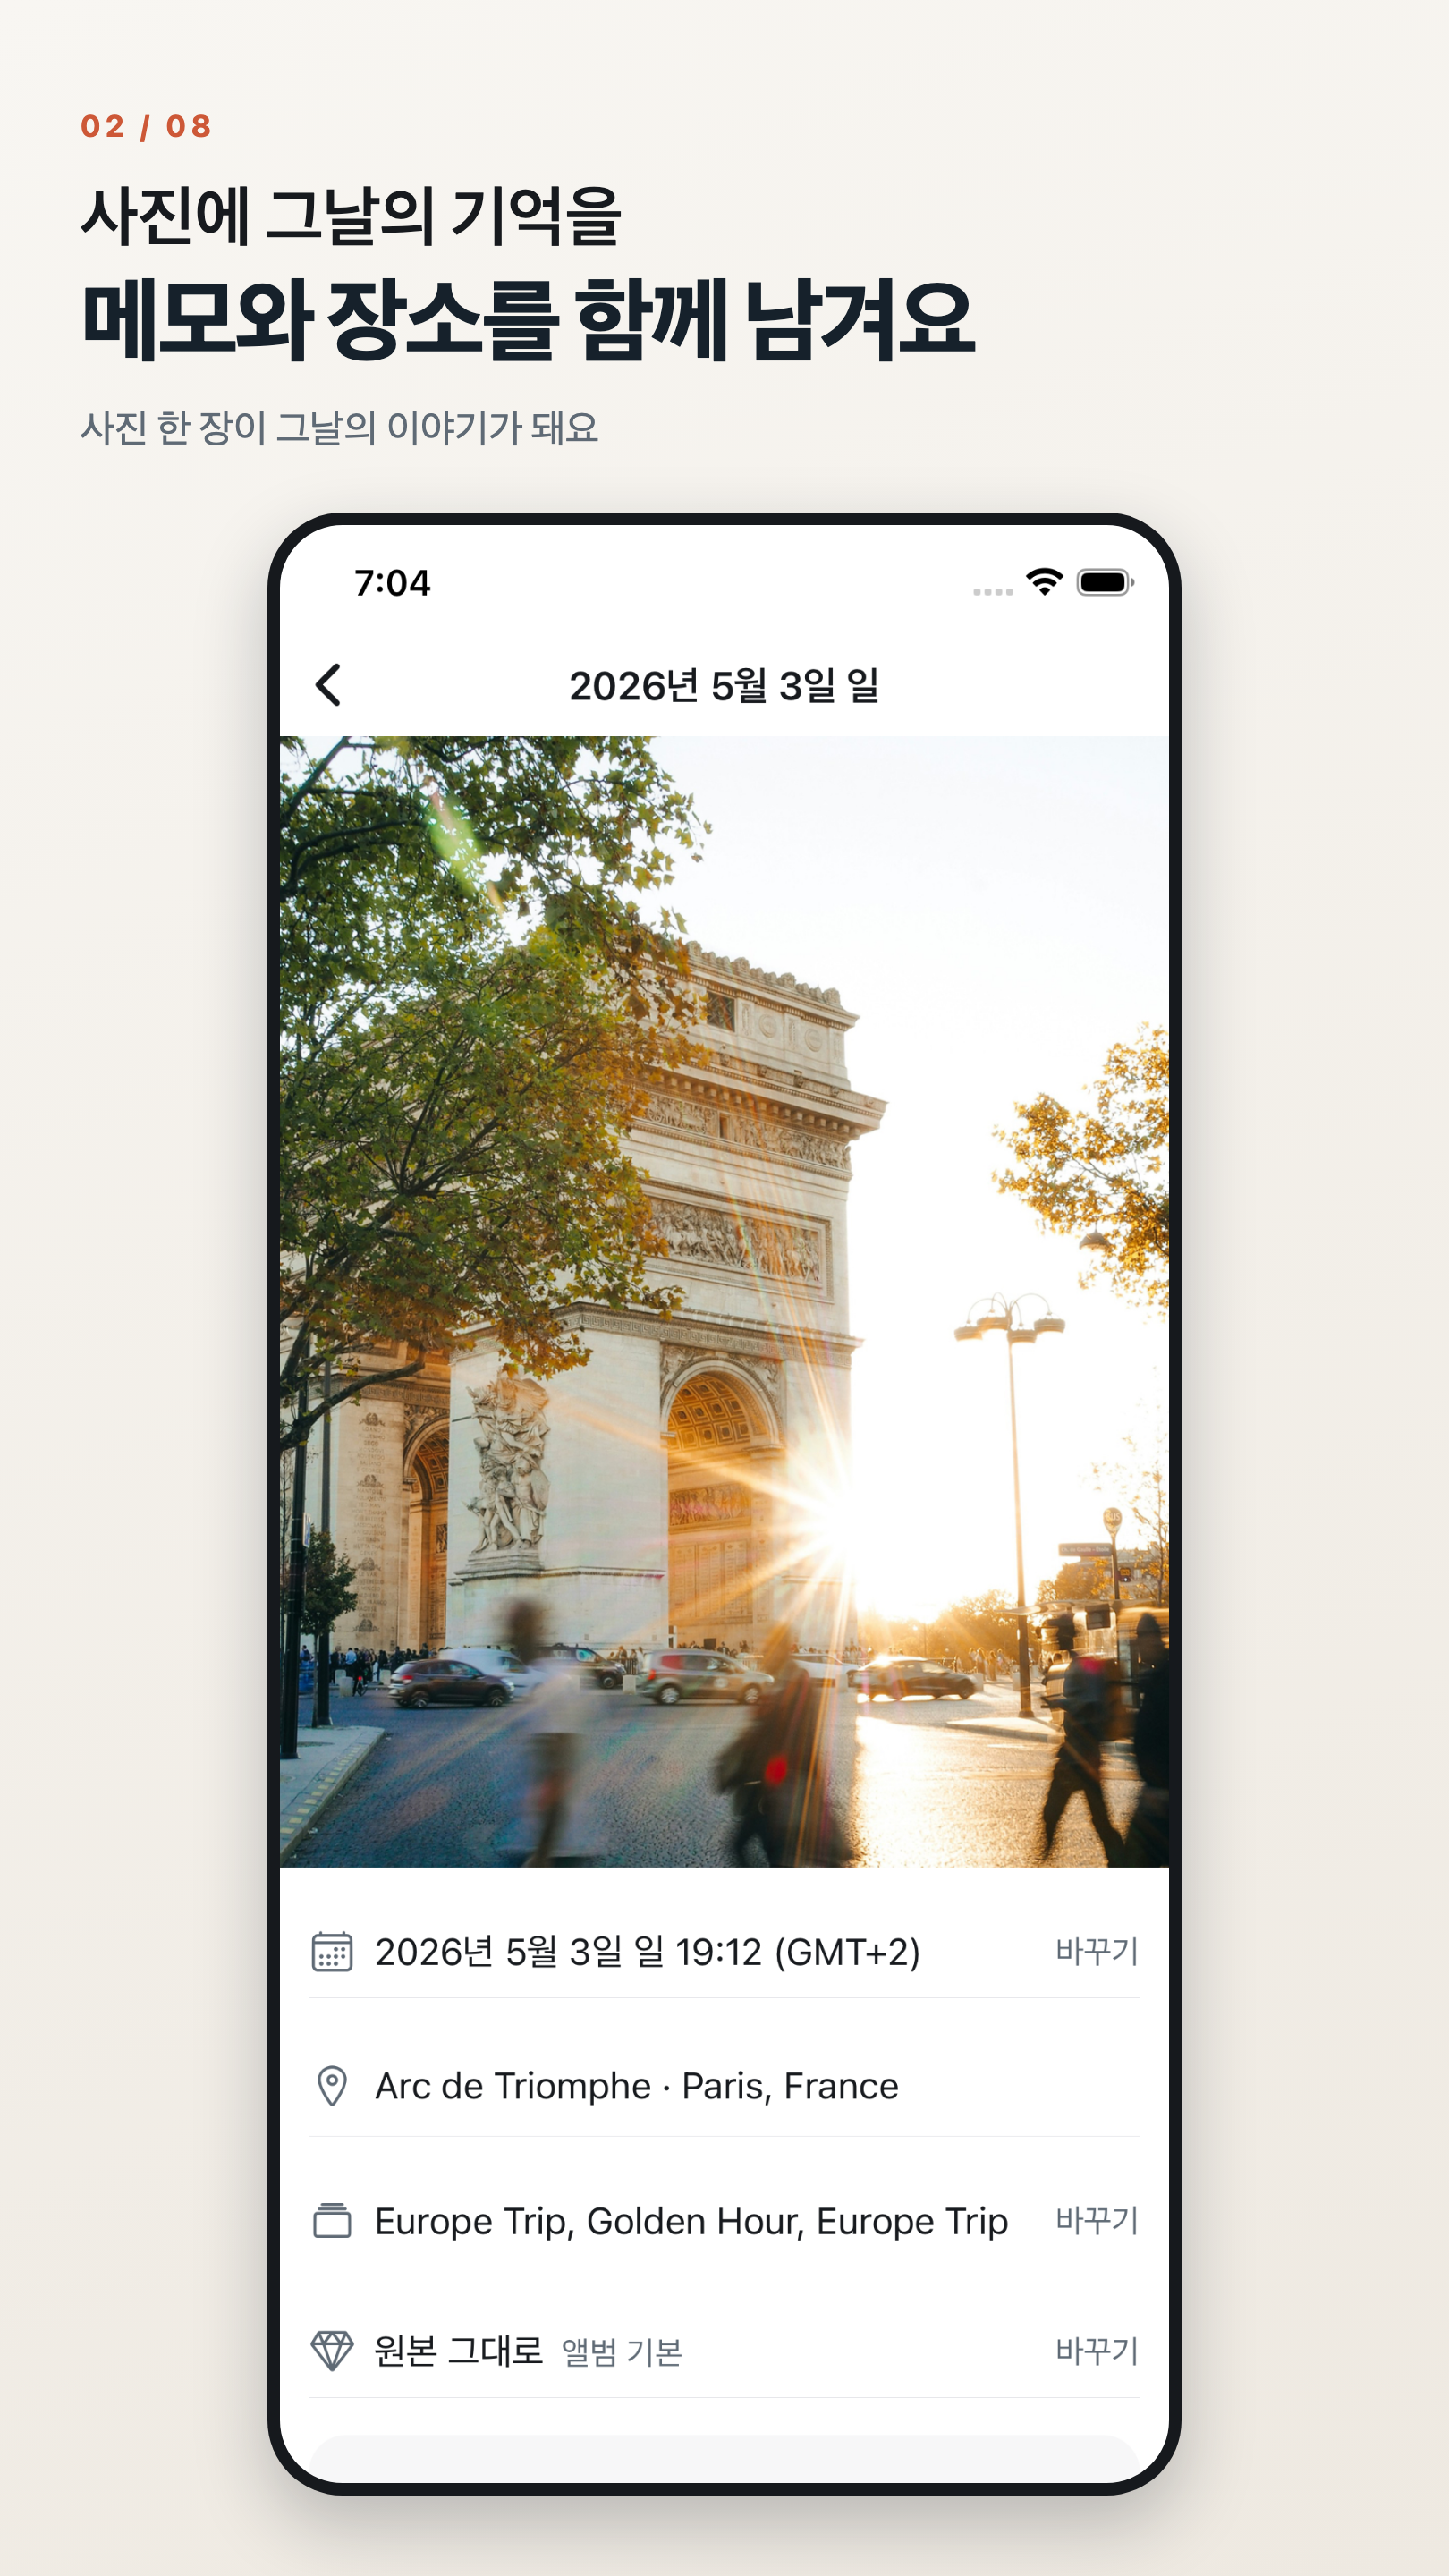 02 / 08
사진에 그날의 기억을
메모와 장소를 함께 남겨요
사진 한 장이 그날의 이야기가 돼요
7:04
2026년 5월 3일 일
2026년 5월 3일 일 19:12 (GMT+2) 바꾸기
Arc de Triomphe · Paris, France
Europe Trip, Golden Hour, Europe Trip 바꾸기
원본 그대로 앨범 기본 바꾸기